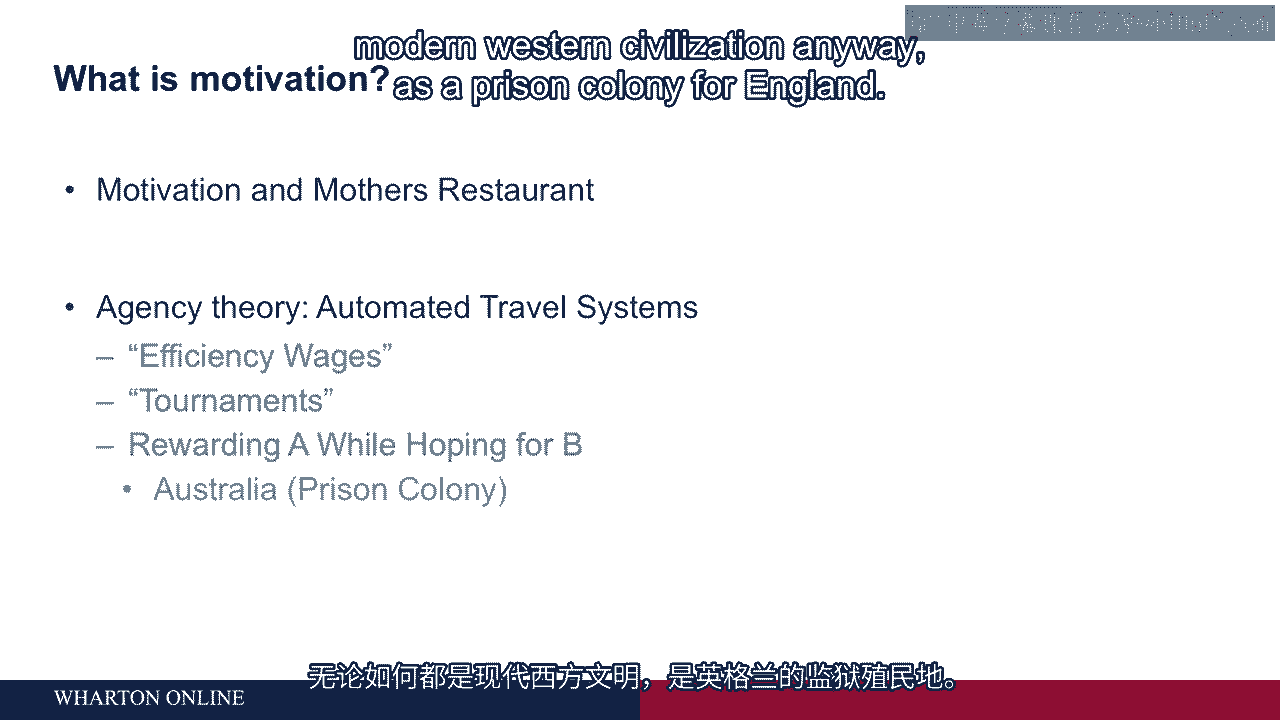 modern western civilization anyway,
What is motivation?
as a prison colony for England.
• Motivation and Mothers Restaurant
• Agency theory: Automated Travel Systems
– “Efficiency Wages”
– “Tournaments”
– Rewarding A While Hoping for B
• Australia (Prison Colony)
无论如何都是现代西方文明，是英格兰的监狱殖民地。
WHARTON ONLINE